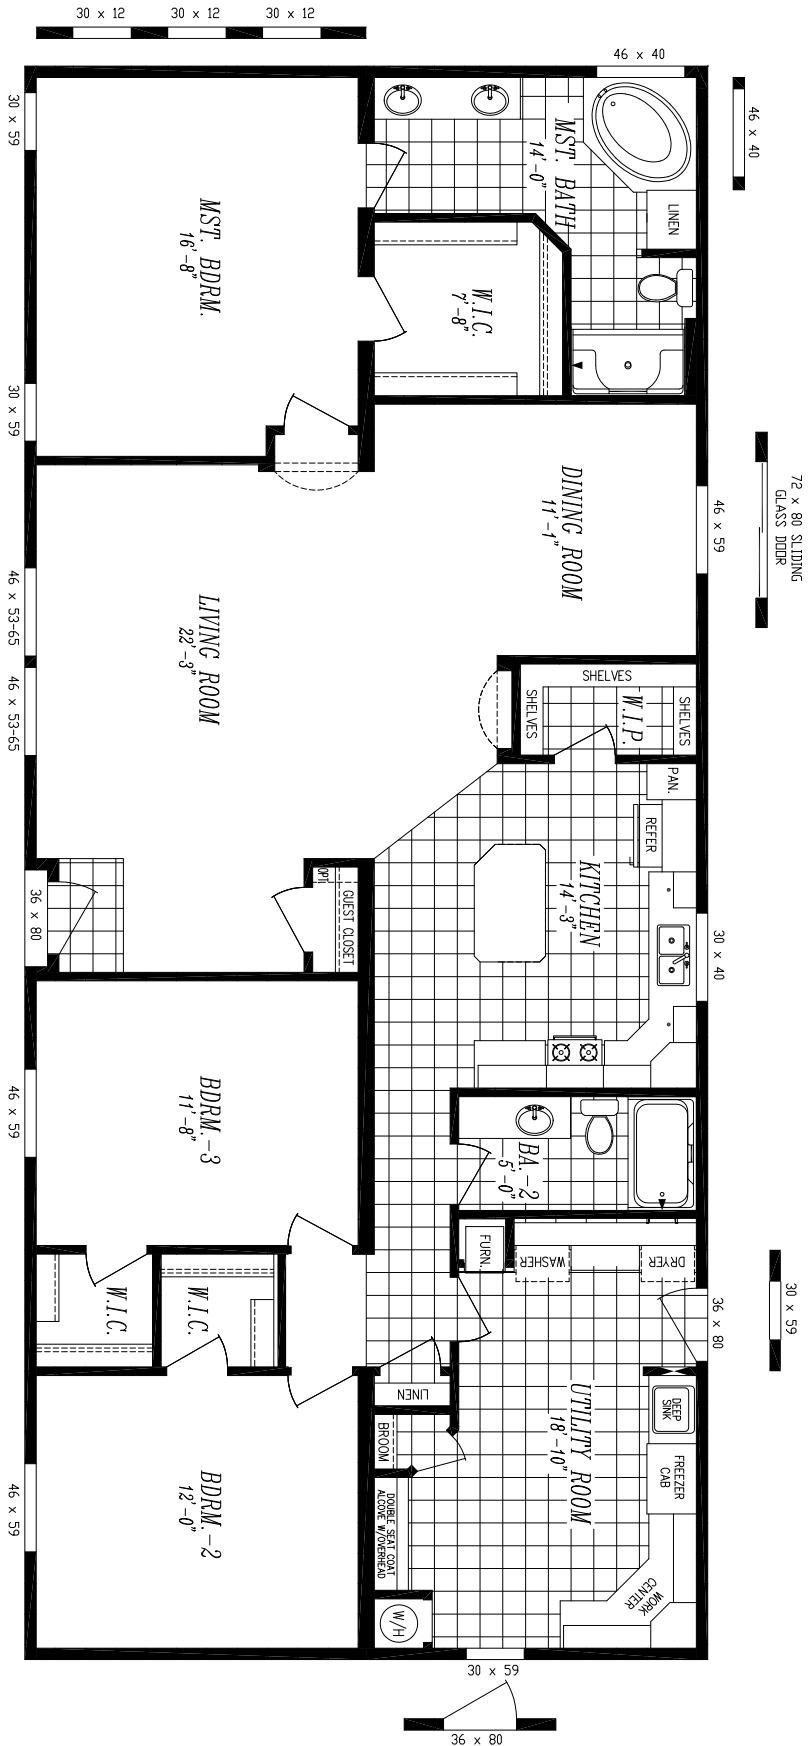 30 x 12
30 x 12
30 x 12
46 x 40
46 x 40
30 x 59
MST. BATH
14'-0"
LINEN
MST. BDRM.
16'-8"
W.I.C.
7'-8"
30 x 59
72 x 80 SLIDING
GLASS DOOR
DINING ROOM
11'-1"
46 x 59
46 x 53-65
LIVING ROOM
22'-3"
46 x 53-65
SHELVES
SHELVES
W.I.P.
SHELVES
PAN.
REFER
KITCHEN
14'-3"
OPT
GUEST CLOSET
36 x 80
30 x 40
BDRM.-3
11'-8"
46 x 59
BA.-2
5'-0"
FURN.
WASHER
DRYER
36 x 80
30 x 59
W.I.C.
W.I.C.
LINEN
UTILITY ROOM
18'-10"
DEEP
SINK
BROOM
FREEZER
CAB
DOUBLE SEAT COAT
ALCOVE W/OVERHEAD
BDRM.-2
12'-0"
46 x 59
WORK
CENTER
W/H
30 x 59
36 x 80